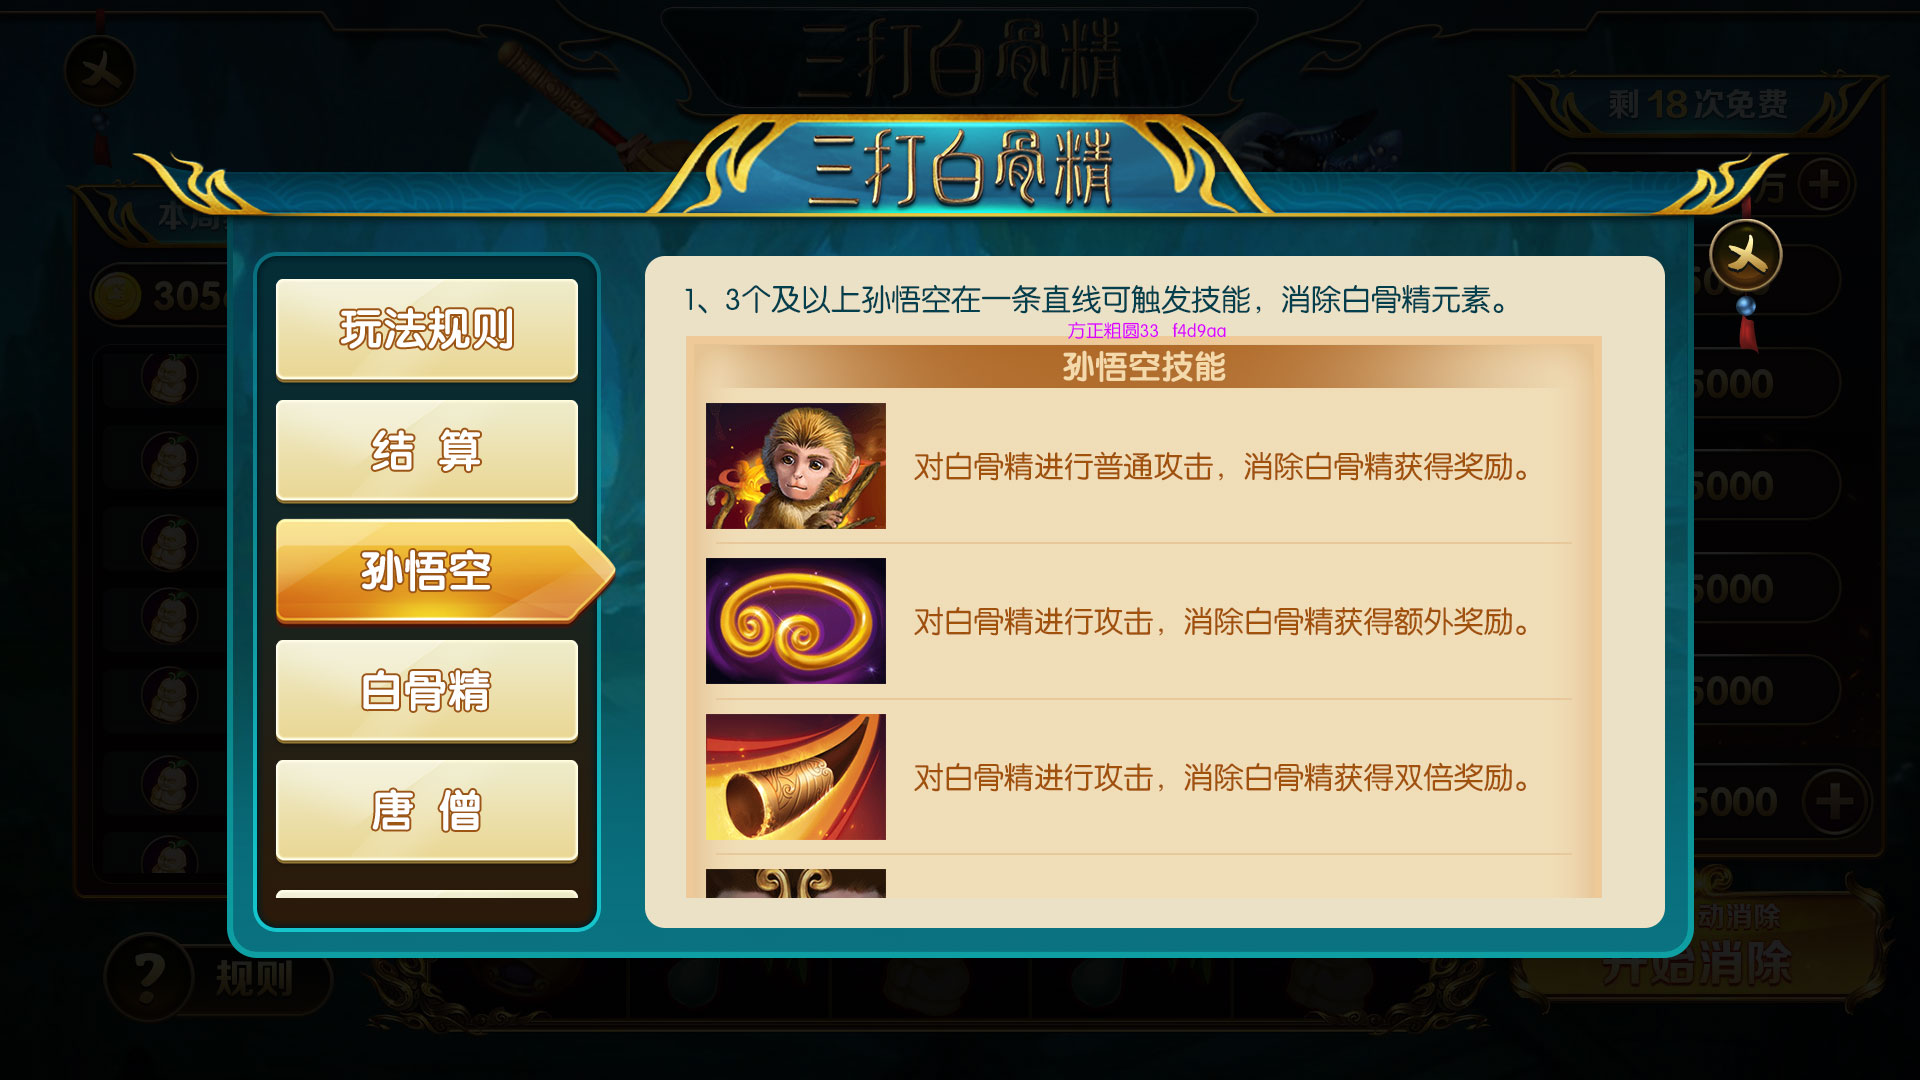 三打白骨精
剩18次免费
三打白骨精
万
3056
玩法规则
结 算
孙悟空
白骨精
唐 僧
1、3个及以上孙悟空在一条直线可触发技能，消除白骨精元素。
方正粗圆33 f4d9aa
孙悟空技能
对白骨精进行普通攻击，消除白骨精获得奖励。
对白骨精进行攻击，消除白骨精获得额外奖励。
对白骨精进行攻击，消除白骨精获得双倍奖励。
5000
5000
5000
5000
5000
动消除
开始消除
? 规则